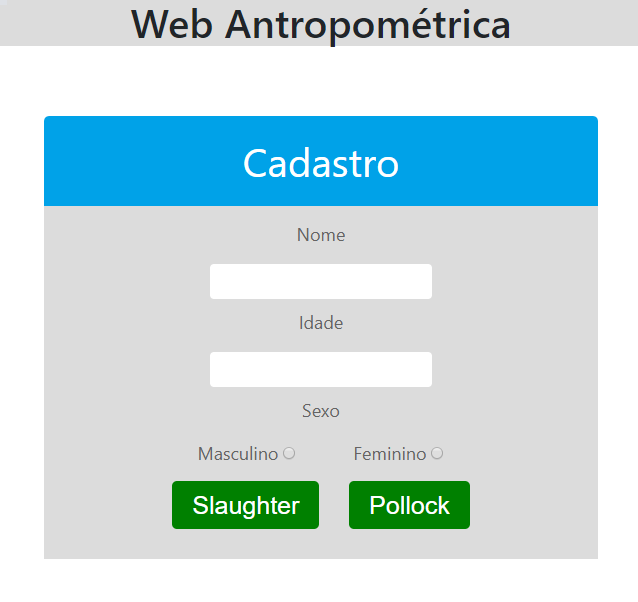 Web Antropométrica
Cadastro
Nome
Idade
Sexo
Masculino Feminino
Slaughter Pollock